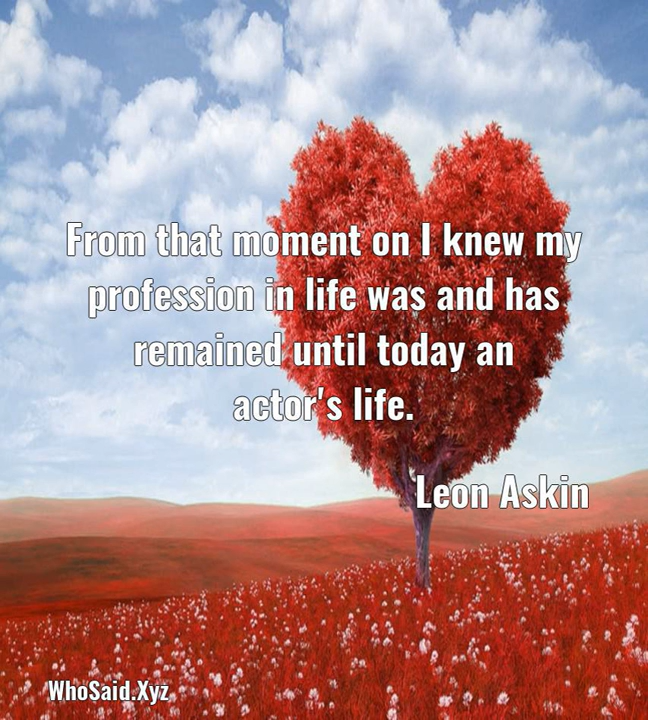 From that moment on I knew my
profession in life was and has
remained until today an
actor's life.
Leon Askin
WhoSaid.Xyz